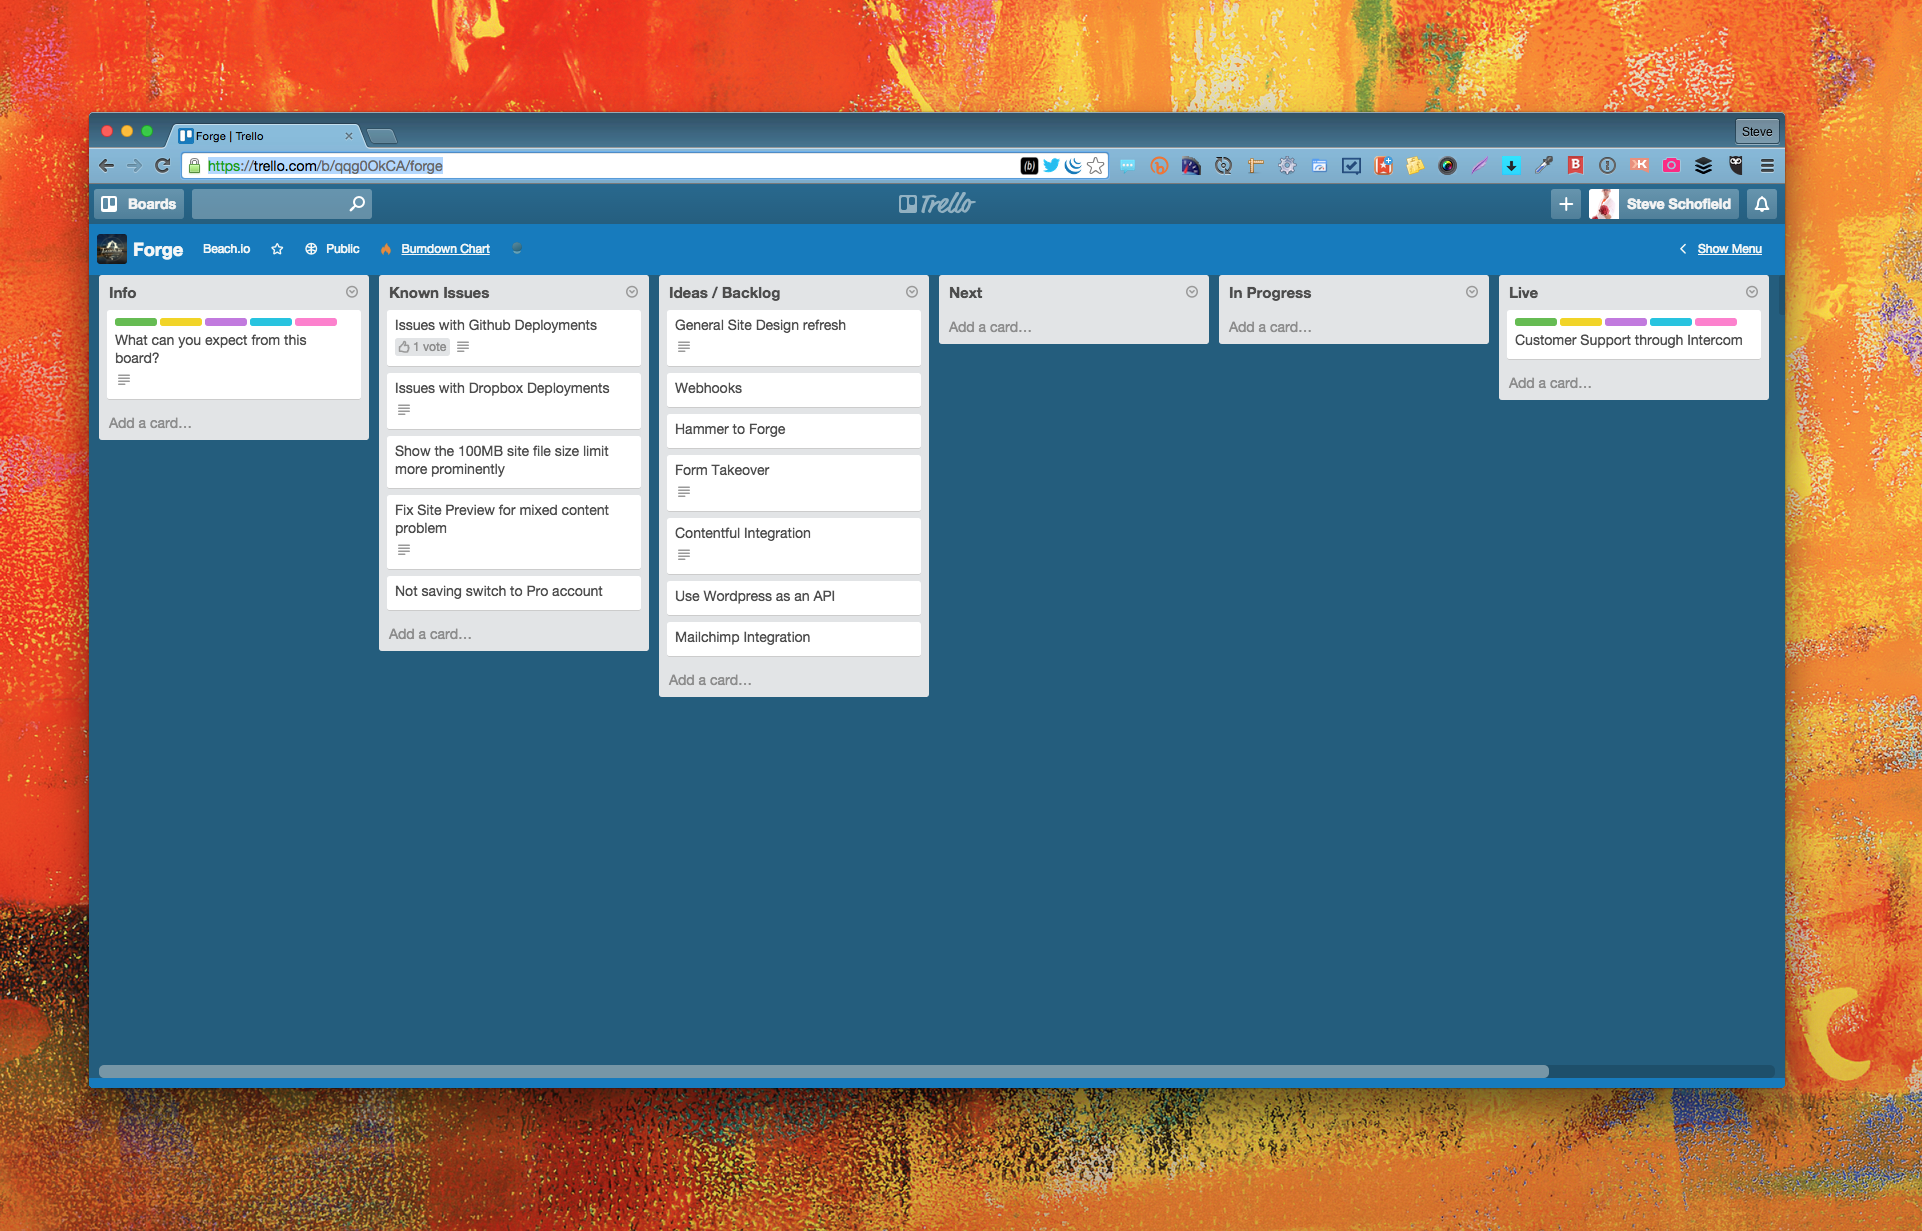 Forge | Trello
Steve
https://trello.com/b/qqg0OkCA/forge
Boards
Trello
Steve Schofield
Forge
Beach.io
Public
Burndown Chart
Show Menu
Info
What can you expect from this
board?
Add a card…
Known Issues
Issues with Github Deployments
1 vote
Issues with Dropbox Deployments
Show the 100MB site file size limit
more prominently
Fix Site Preview for mixed content
problem
Not saving switch to Pro account
Add a card…
Ideas / Backlog
General Site Design refresh
Webhooks
Hammer to Forge
Form Takeover
Contentful Integration
Use Wordpress as an API
Mailchimp Integration
Add a card…
Next
Add a card…
In Progress
Add a card…
Live
Customer Support through Intercom
Add a card…